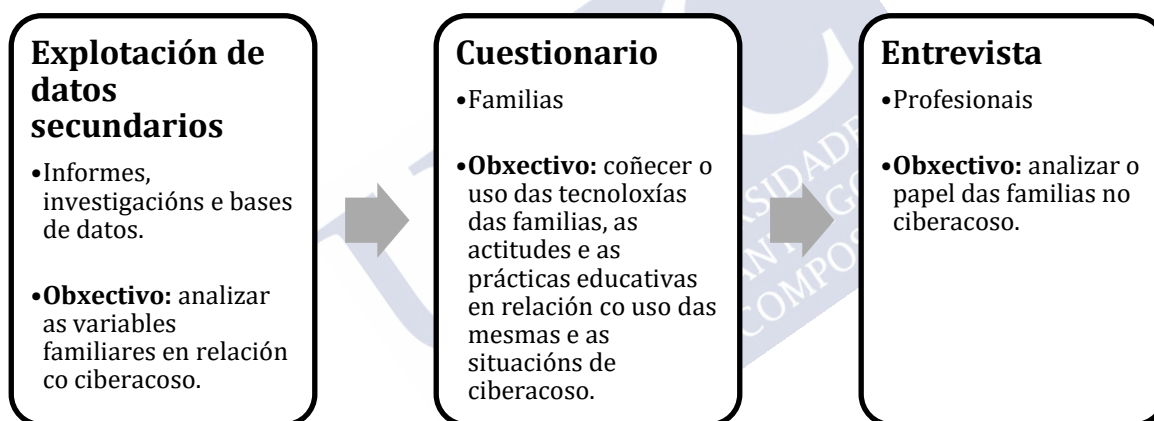 Explotación de
datos
secundarios
•Informes,
investigacións e bases
de datos.
•Obxectivo: analizar
as variables
familiares en relación
co ciberacoso.
Cuestionario
•Familias
•Obxectivo: coñecer o
uso das tecnoloxías
das familias, as
actitudes e as
prácticas educativas
en relación co uso das
mesmas e as
situacións de
ciberacoso.
Entrevista
•Profesionais
•Obxectivo: analizar o
papel das familias no
ciberacoso.